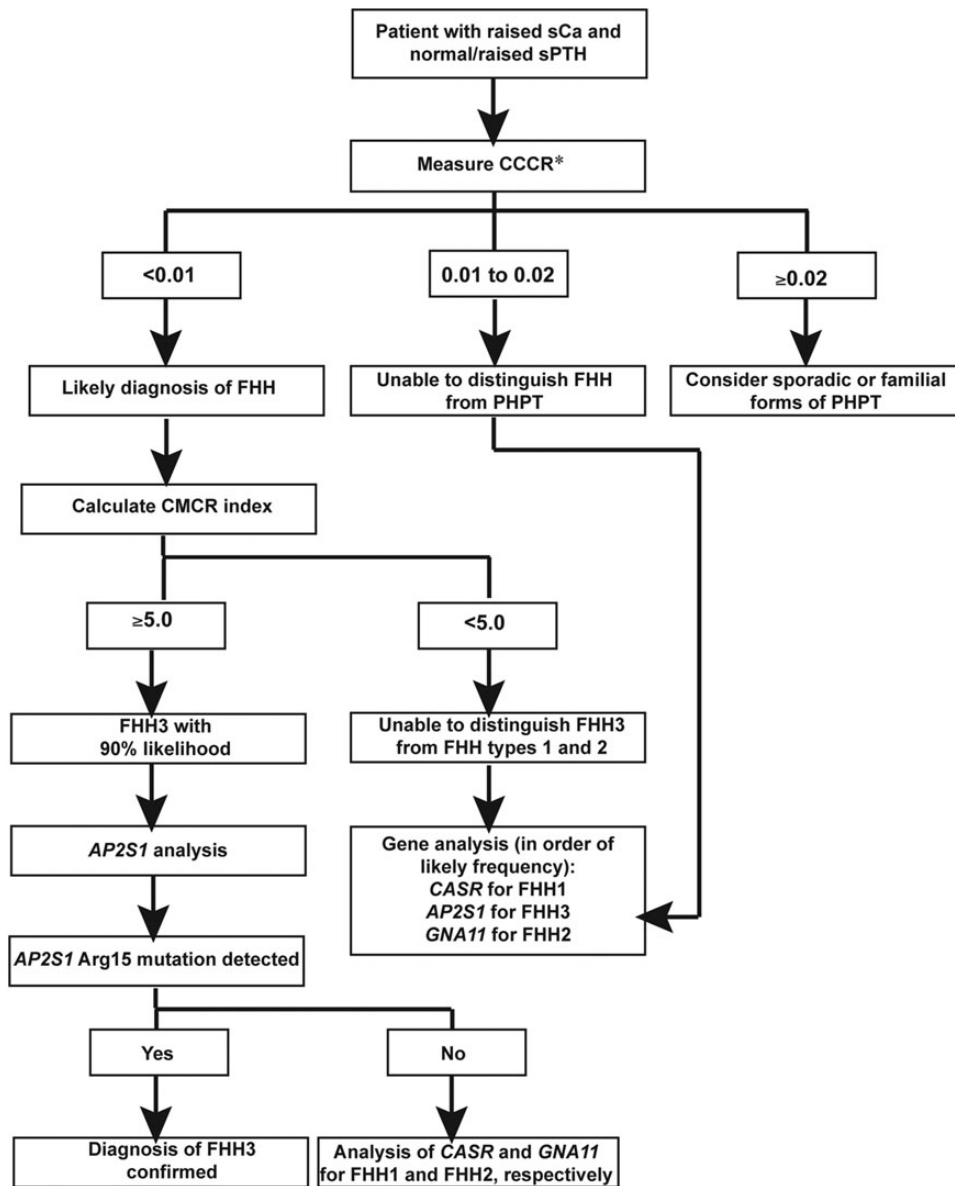 Patient with raised sCa and
normal/raised sPTH
Measure CCCR*
<0.01
0.01 to 0.02
≥0.02
Likely diagnosis of FHH
Unable to distinguish FHH
from PHPT
Consider sporadic or familial
forms of PHPT
Calculate CMCR index
≥5.0
<5.0
FHH3 with
90% likelihood
Unable to distinguish FHH3
from FHH types 1 and 2
AP2S1 analysis
Gene analysis (in order of
likely frequency):
CASR for FHH1
AP2S1 for FHH3
GNA11 for FHH2
AP2S1 Arg15 mutation detected
Yes
No
Diagnosis of FHH3
confirmed
Analysis of CASR and GNA11
for FHH1 and FHH2, respectively